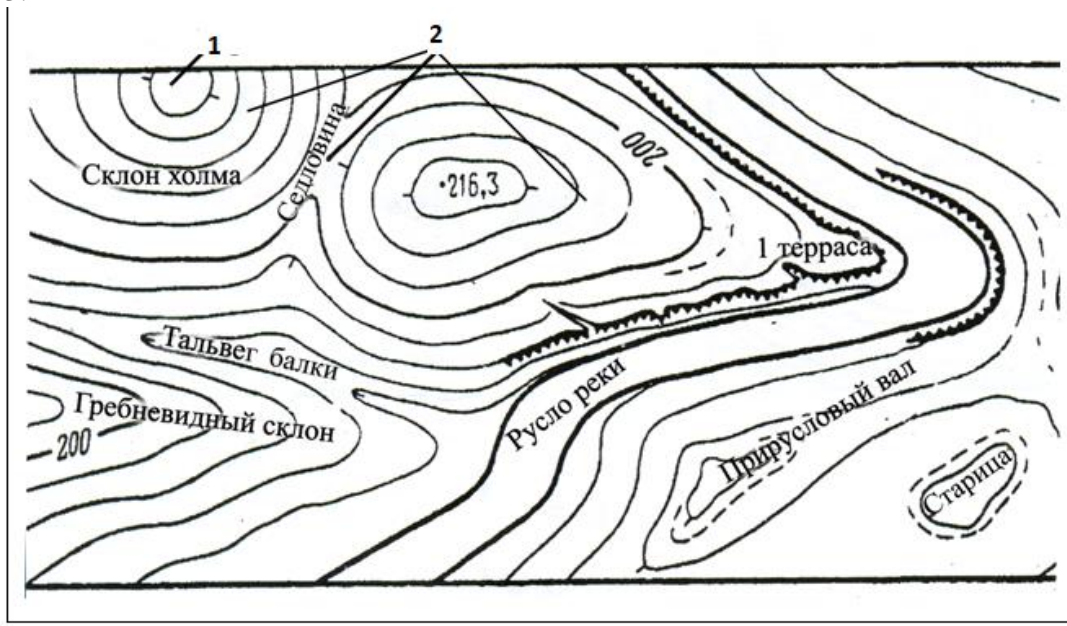 1
2
Склон холма
Седловина
216,3
200
1 терраса
Тальвег балки
Гребневидный склон
200
Русло реки
Прирусловый вал
Старица